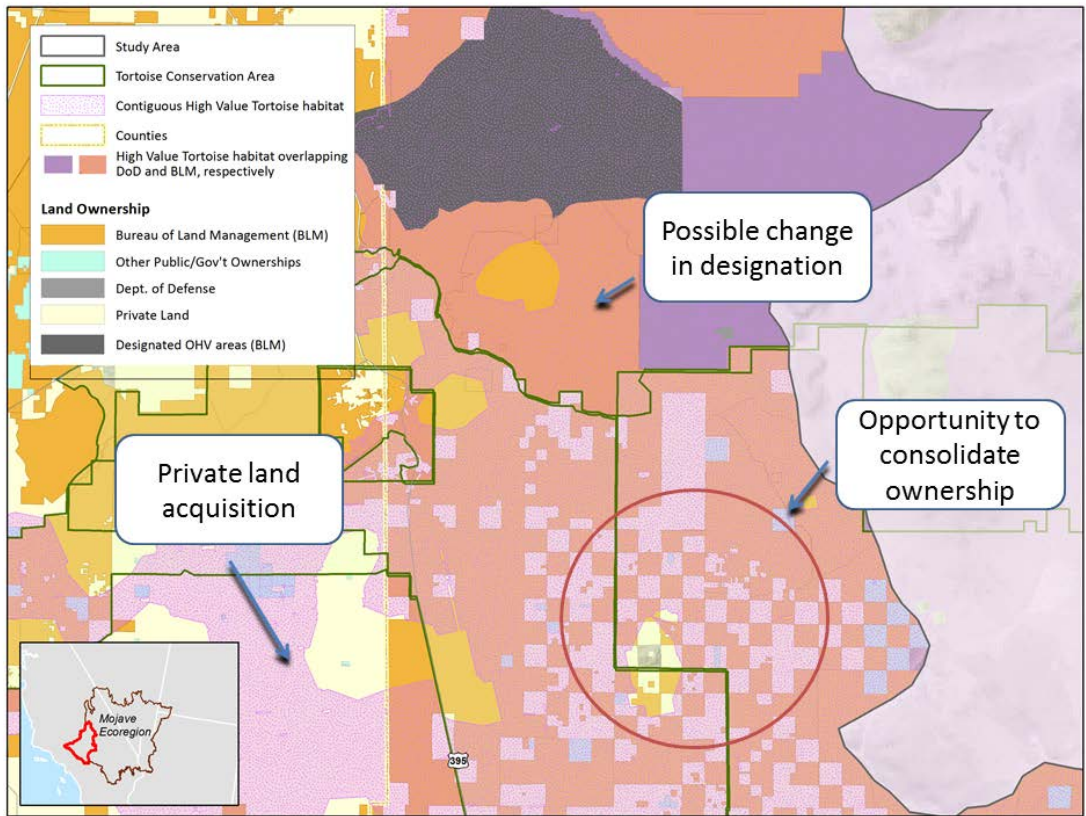 Study Area
Tortoise Conservation Area
Contiguous High Value Tortoise habitat
Counties
High Value Tortoise habitat overlapping
DoD and BLM, respectively
Land Ownership
Bureau of Land Management (BLM)
Other Public/Gov't Ownerships
Dept. of Defense
Private Land
Designated OHV areas (BLM)
Possible change
in designation
Opportunity to
consolidate
ownership
Private land
acquisition
Mojave
Ecoregion
395